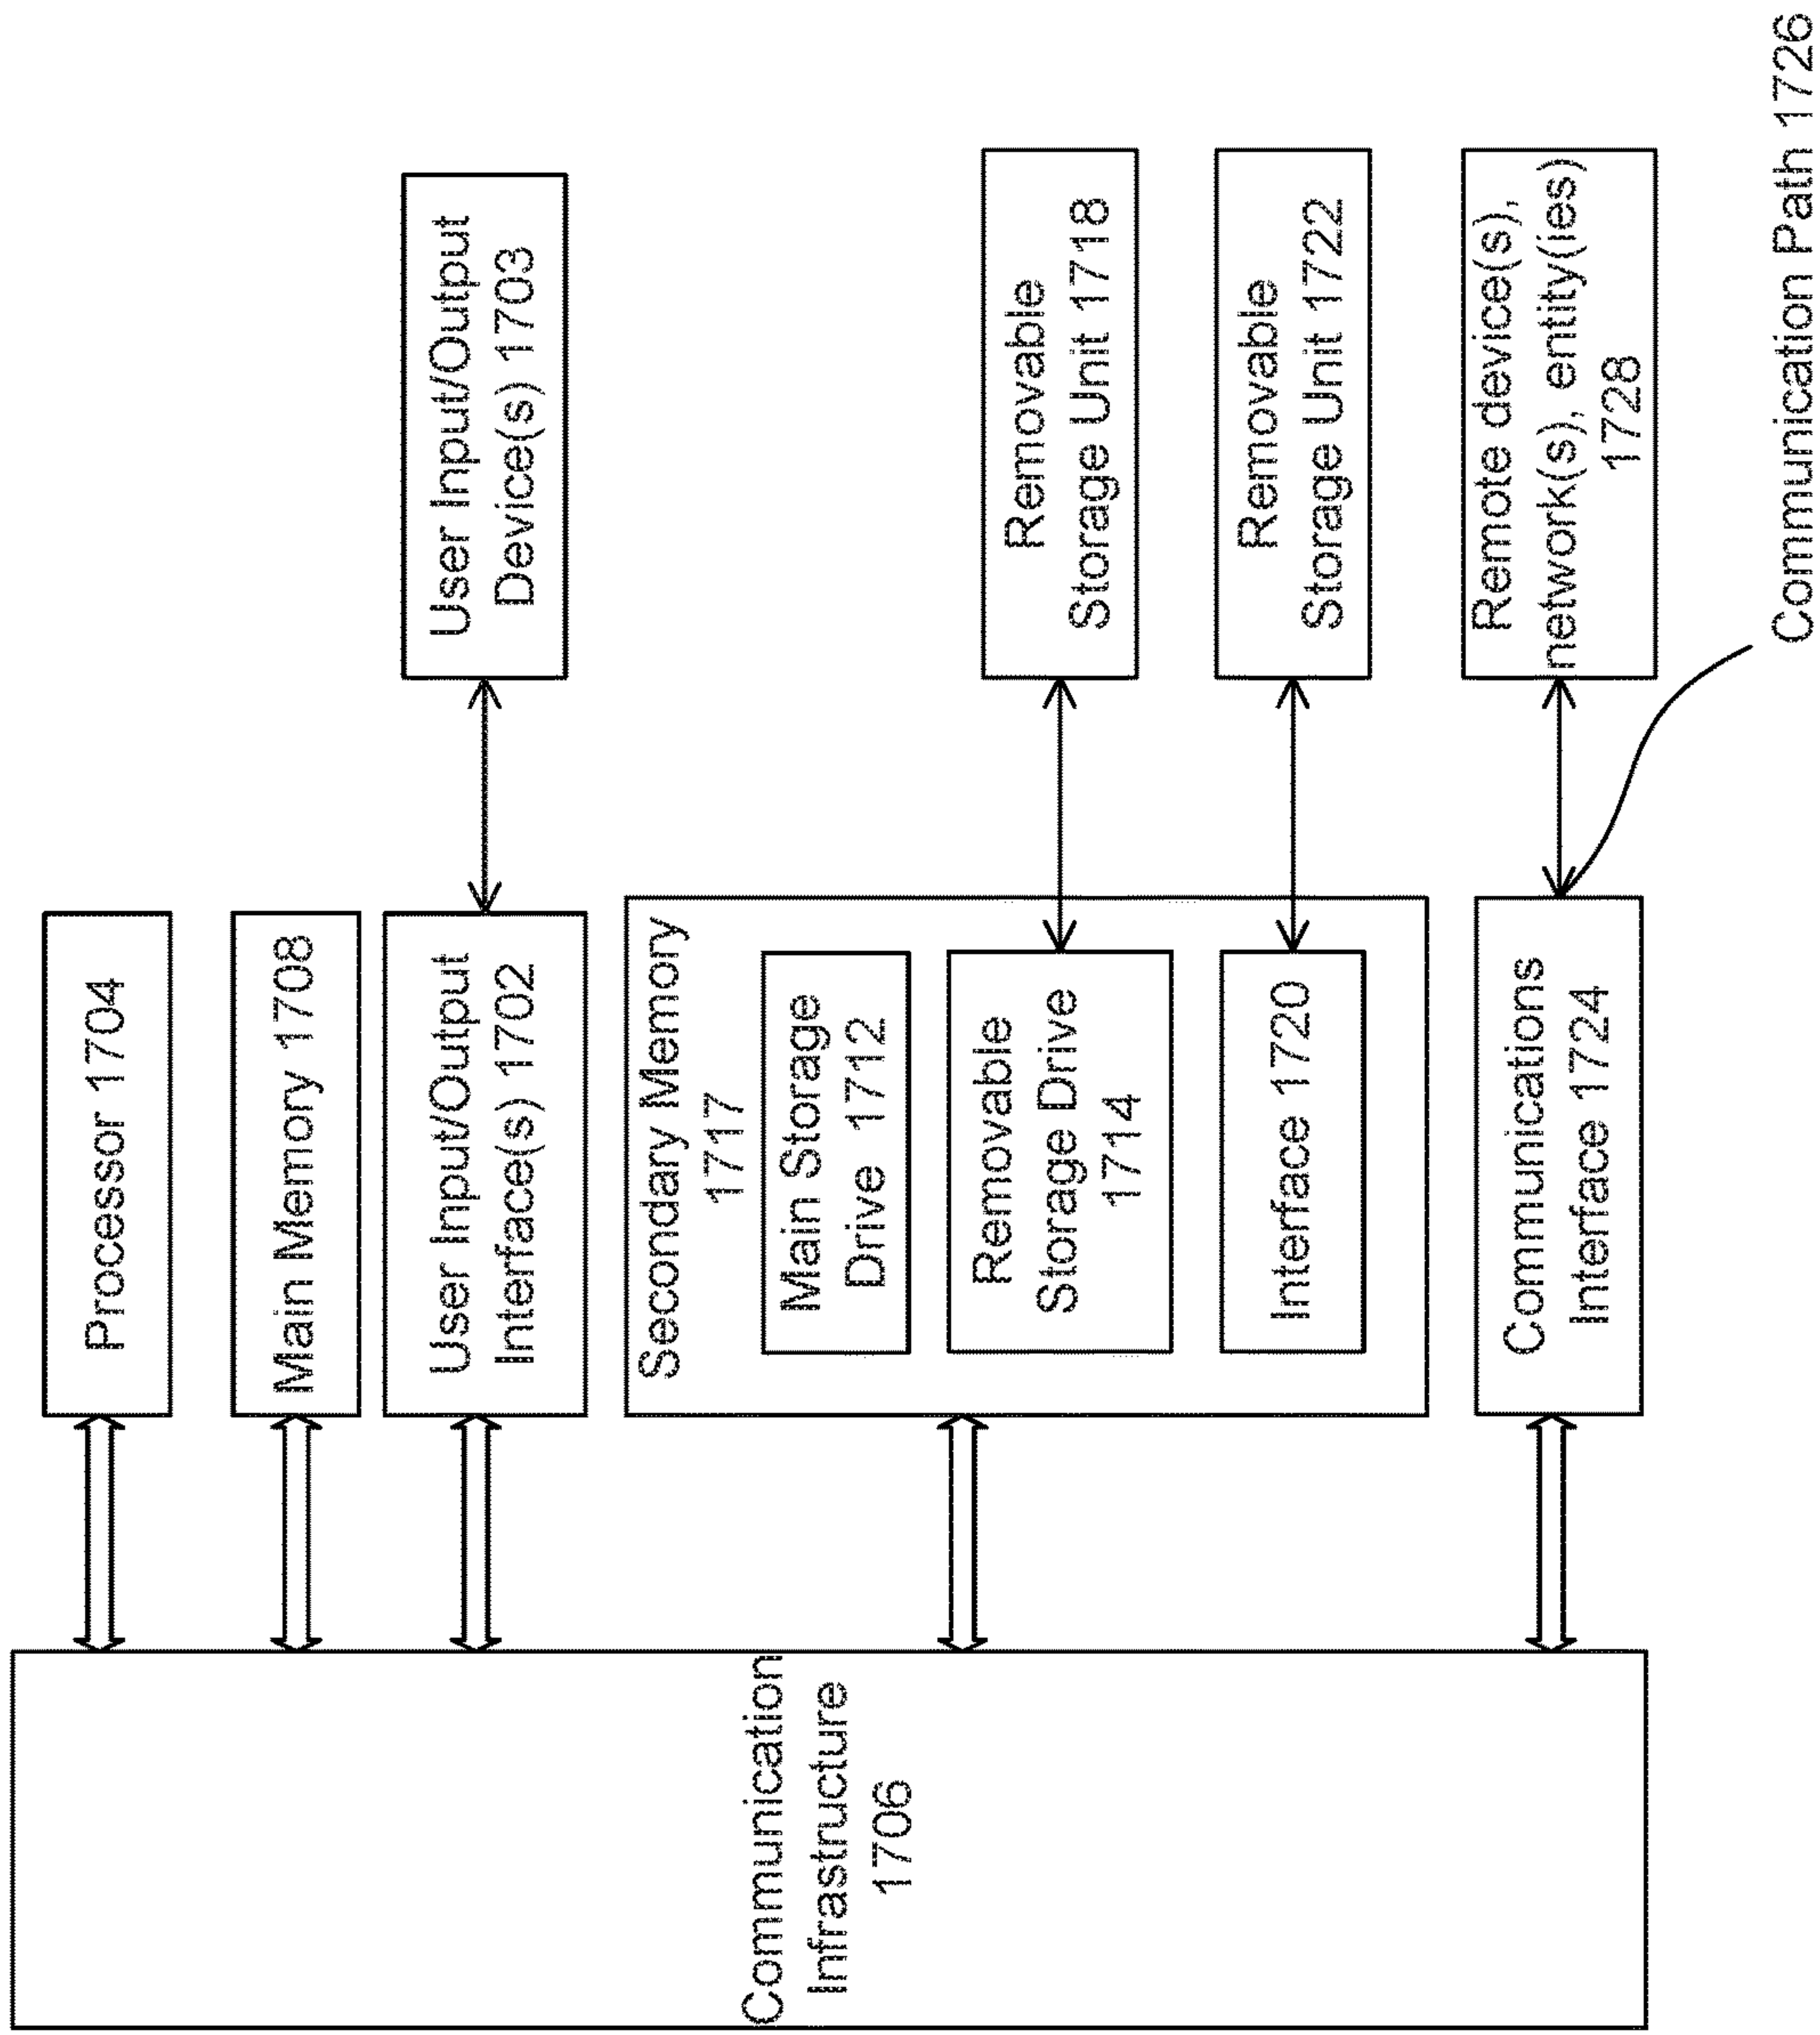 Processor 1704
Main Memory 1708
User Input/Output
Interface(s) 1702
User Input/Output
Device(s) 1703
Secondary Memory
1717
Main Storage
Drive 1712
Removable
Storage Drive
1714
Interface 1720
Removable
Storage Unit 1718
Removable
Storage Unit 1722
Communications
Interface 1724
Remote device(s),
network(s), entity(ies)
1728
Communication Path 1726
Communication
Infrastructure
1706